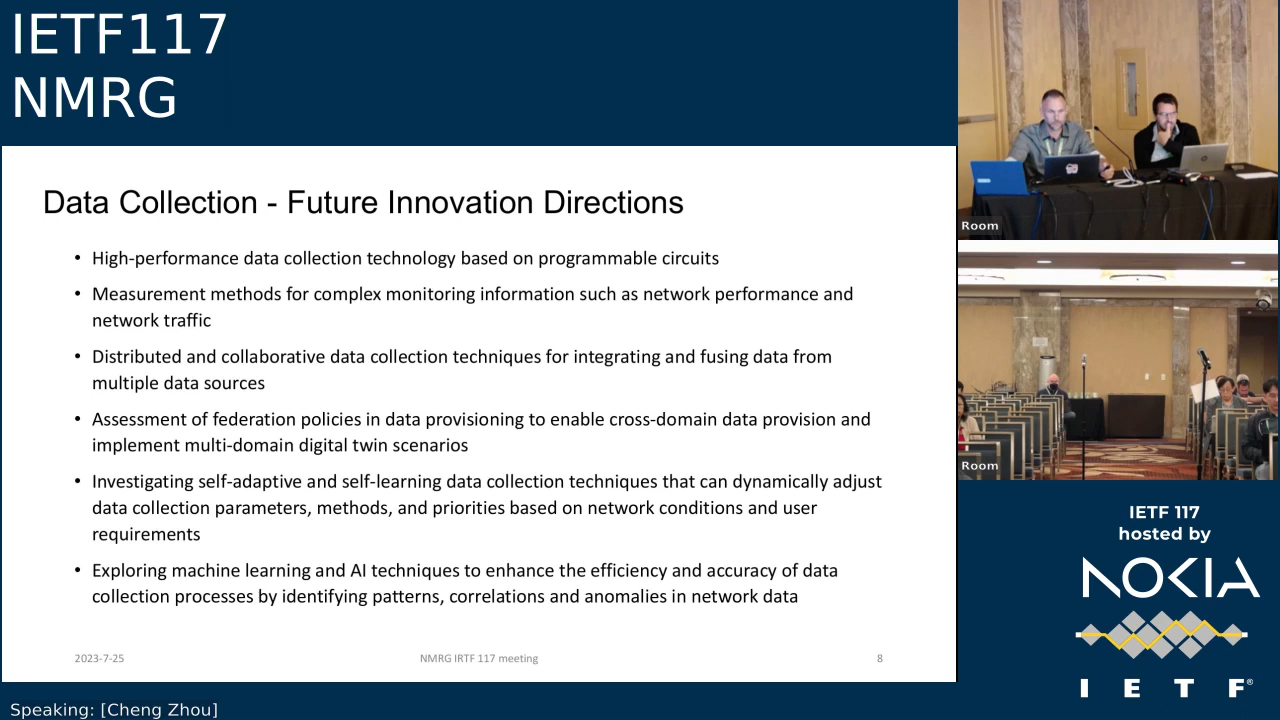 IETF117
NMRG
Data Collection - Future Innovation Directions
• High-performance data collection technology based on programmable circuits
• Measurement methods for complex monitoring information such as network performance and
network traffic
• Distributed and collaborative data collection techniques for integrating and fusing data from
multiple data sources
• Assessment of federation policies in data provisioning to enable cross-domain data provision and
implement multi-domain digital twin scenarios
• Investigating self-adaptive and self-learning data collection techniques that can dynamically adjust
data collection parameters, methods, and priorities based on network conditions and user
requirements
• Exploring machine learning and AI techniques to enhance the efficiency and accuracy of data
collection processes by identifying patterns, correlations and anomalies in network data
2023-7-25
NMRG IRTF 117 meeting
8
Room
Room
IETF 117
hosted by
NOKIA
I E T F®
Speaking: [Cheng Zhou]